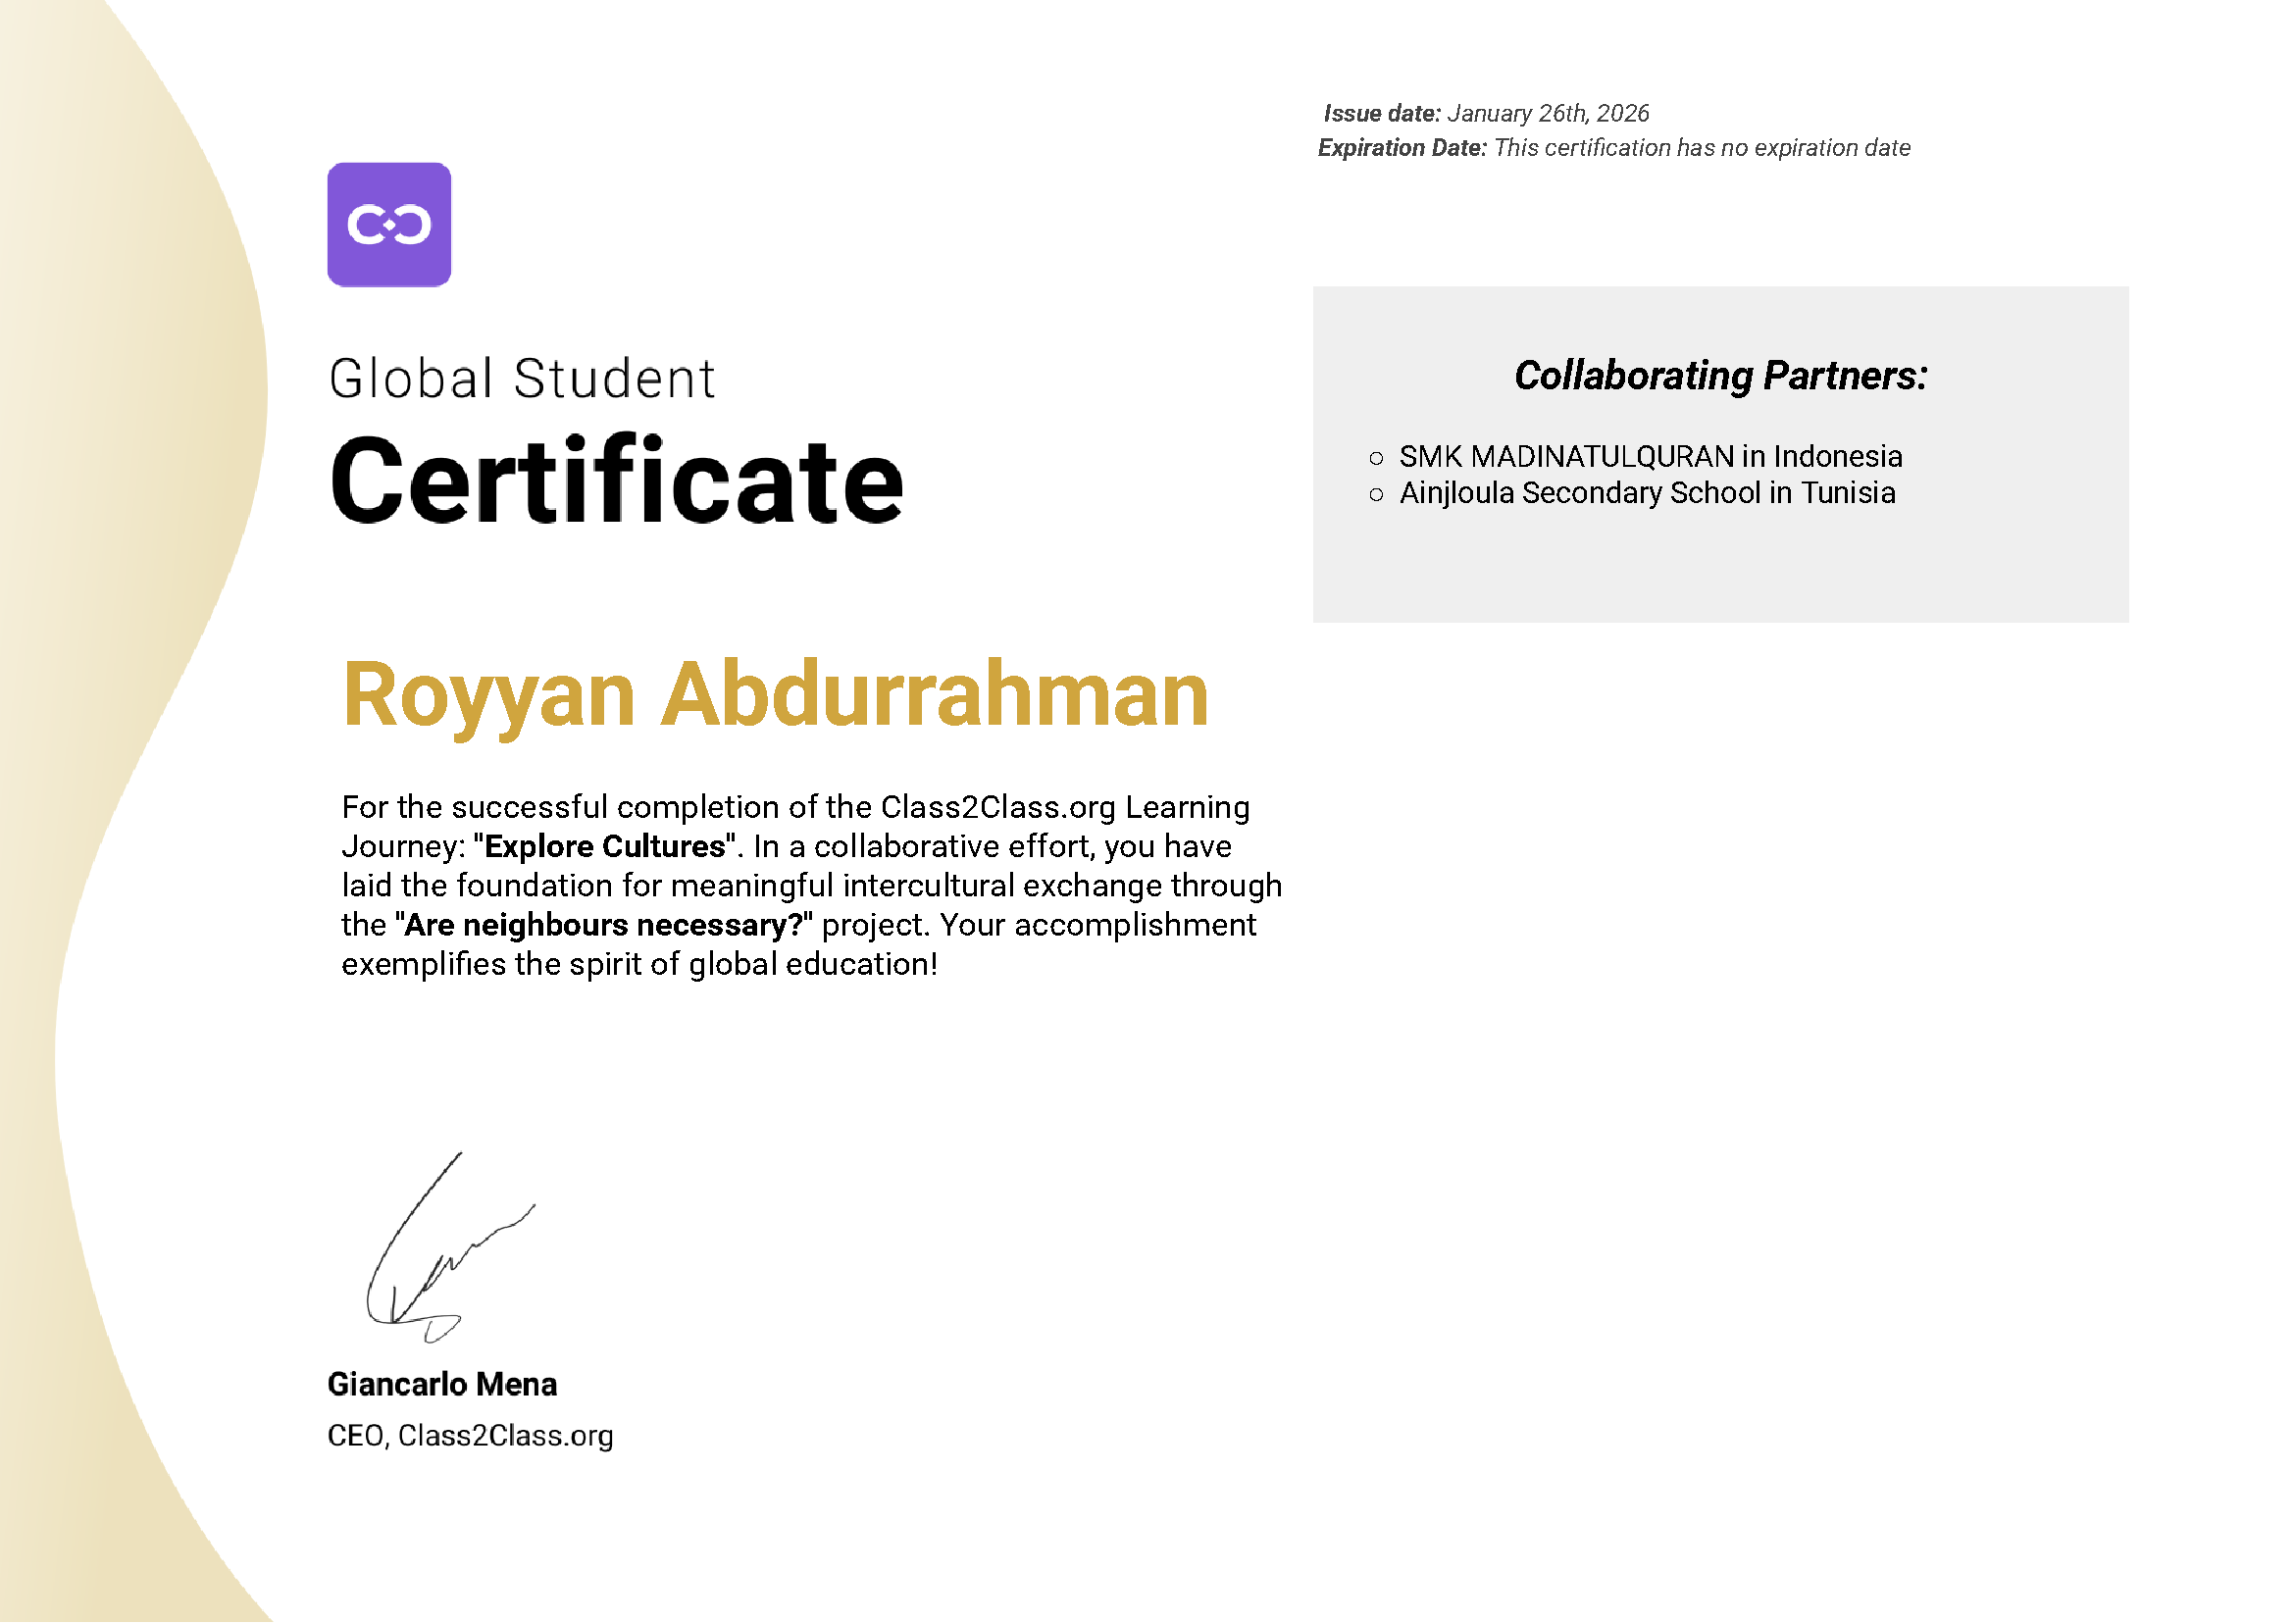 Issue date: January 26th, 2026
Expiration Date: This certification has no expiration date
Global Student
Certificate
Collaborating Partners:
○ SMK MADINATULQURAN in Indonesia
○ Ainjloula Secondary School in Tunisia
Royyan Abdurrahman
For the successful completion of the Class2Class.org Learning
Journey: "Explore Cultures". In a collaborative effort, you have
laid the foundation for meaningful intercultural exchange through
the "Are neighbours necessary?" project. Your accomplishment
exemplifies the spirit of global education!
Giancarlo Mena
CEO, Class2Class.org